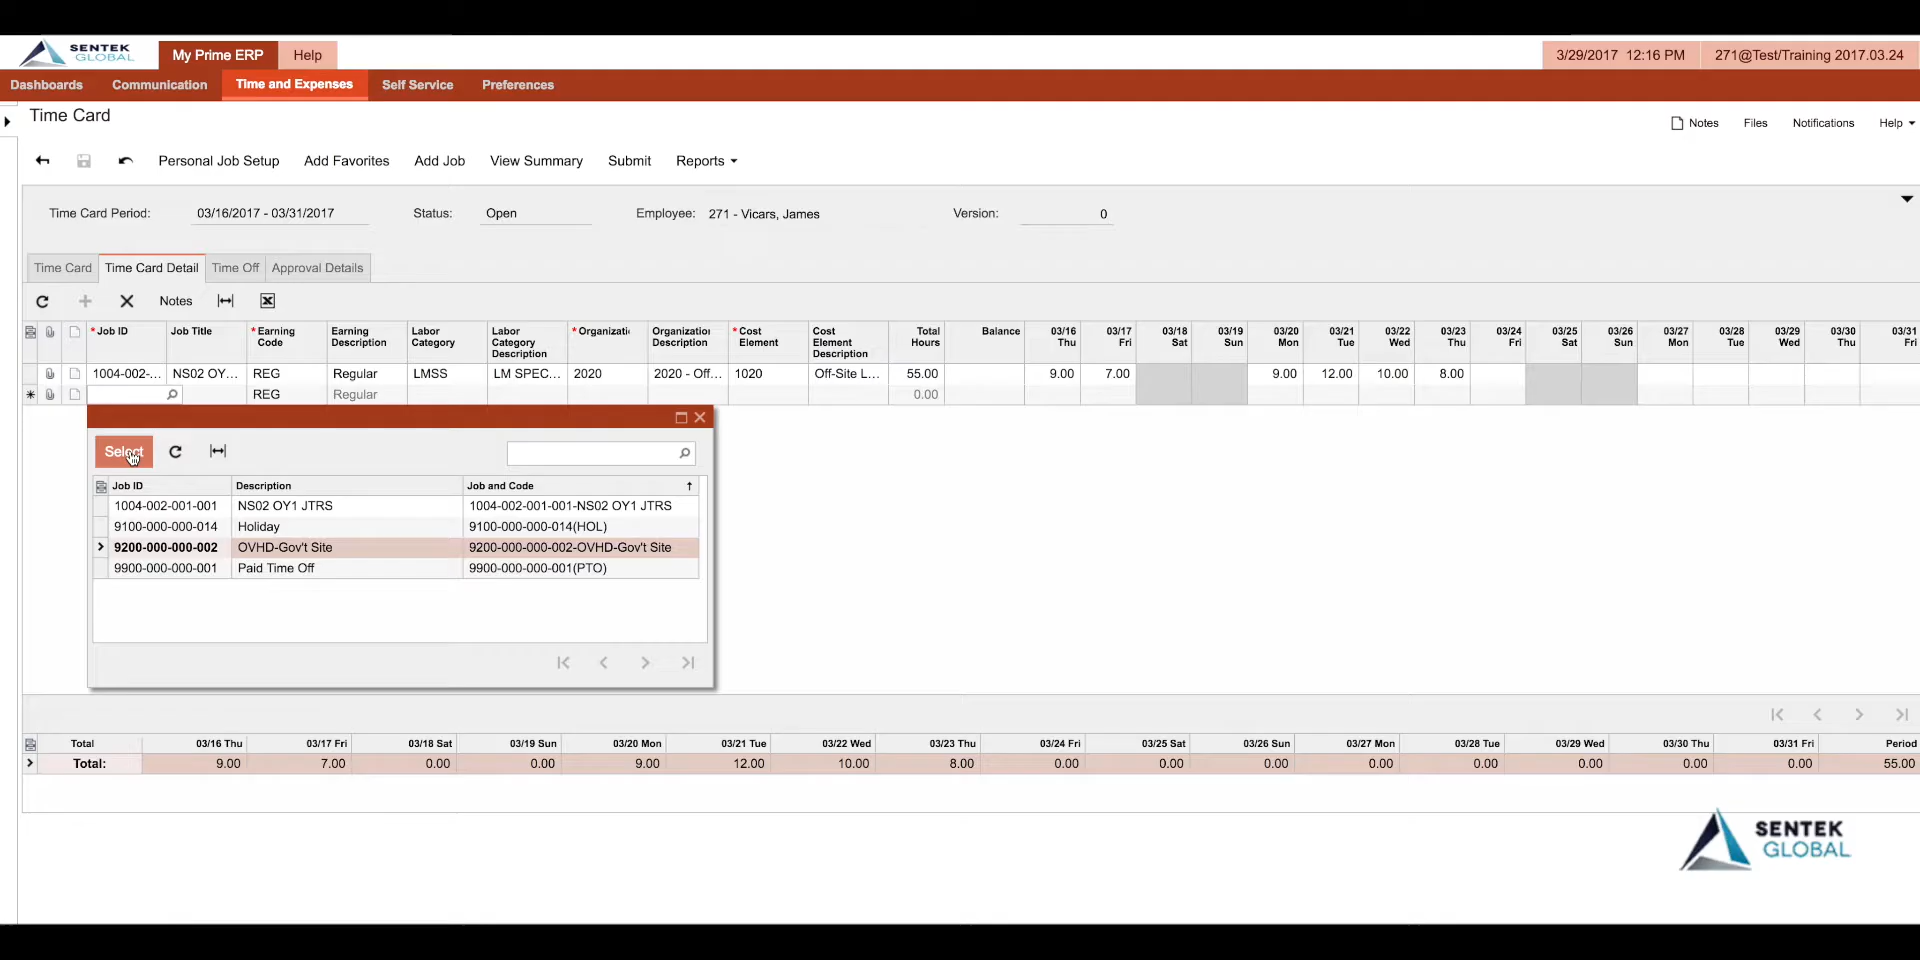 SENTEK
GLOBAL
My Prime ERP
Help
3/29/2017 12:16 PM
271@Test/Training 2017.03.24
Dashboards
Communication
Time and Expenses
Self Service
Preferences
Time Card
Notes
Files
Notifications
Help
Personal Job Setup
Add Favorites
Add Job
View Summary
Submit
Reports
Time Card Period: 03/16/2017 - 03/31/2017 Status: Open Employee: 271 - Vicars, James Version: 0
Time Card
Time Card Detail
Time Off
Approval Details
Notes
*Job ID
Job Title
*Earning
Code
Earning
Description
Labor
Category
Labor
Category
Description
*Organizati
Organization
Description
*Cost
Element
Cost
Element
Description
Total
Hours
Balance
03/16
Thu
03/17
Fri
03/18
Sat
03/19
Sun
03/20
Mon
03/21
Tue
03/22
Wed
03/23
Thu
03/24
Fri
03/25
Sat
03/26
Sun
03/27
Mon
03/28
Tue
03/29
Wed
03/30
Thu
03/31
Fri
1004-002-... NS02 OY... REG Regular LMSS LM SPEC... 2020 2020 - Off... 1020 Off-Site L... 55.00 9.00 7.00 9.00 12.00 10.00 8.00
REG Regular 0.00
Select
Job ID Description Job and Code
1004-002-001-001 NS02 OY1 JTRS 1004-002-001-001-NS02 OY1 JTRS
9100-000-000-014 Holiday 9100-000-000-014(HOL)
9200-000-000-002 OVHD-Gov't Site 9200-000-000-002-OVHD-Gov't Site
9900-000-000-001 Paid Time Off 9900-000-000-001(PTO)
Total 03/16 Thu 03/17 Fri 03/18 Sat 03/19 Sun 03/20 Mon 03/21 Tue 03/22 Wed 03/23 Thu 03/24 Fri 03/25 Sat 03/26 Sun 03/27 Mon 03/28 Tue 03/29 Wed 03/30 Thu 03/31 Fri Period
Total: 9.00 7.00 0.00 0.00 9.00 12.00 10.00 8.00 0.00 0.00 0.00 0.00 0.00 0.00 0.00 0.00 55.00
SENTEK
GLOBAL